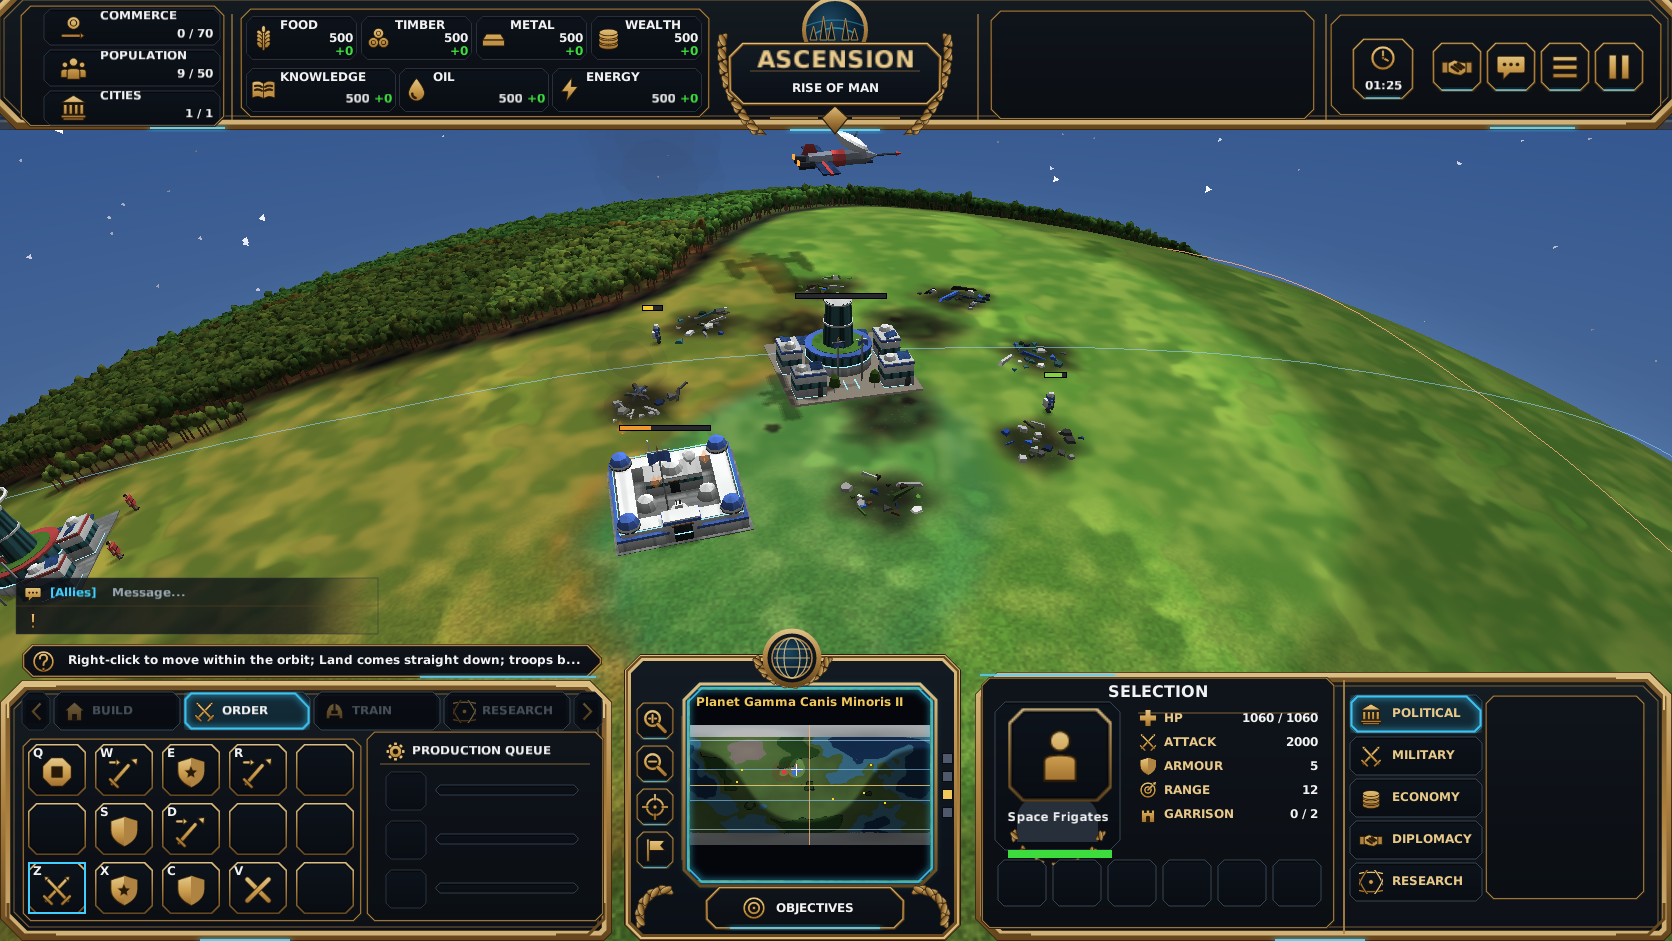 COMMERCE
0 / 70
POPULATION
9 / 50
CITIES
1 / 1
FOOD
500
+0
TIMBER
500
+0
METAL
500
+0
WEALTH
500
+0
KNOWLEDGE
500 +0
OIL
500 +0
ENERGY
500 +0
ASCENSION
RISE OF MAN
01:25
[Allies] Message...
!
Right-click to move within the orbit; Land comes straight down; troops b...
BUILD
ORDER
TRAIN
RESEARCH
Q
W
E
R
S
D
Z
X
C
V
PRODUCTION QUEUE
Planet Gamma Canis Minoris II
OBJECTIVES
SELECTION
Space Frigates
HP 1060 / 1060
ATTACK 2000
ARMOUR 5
RANGE 12
GARRISON 0 / 2
POLITICAL
MILITARY
ECONOMY
DIPLOMACY
RESEARCH